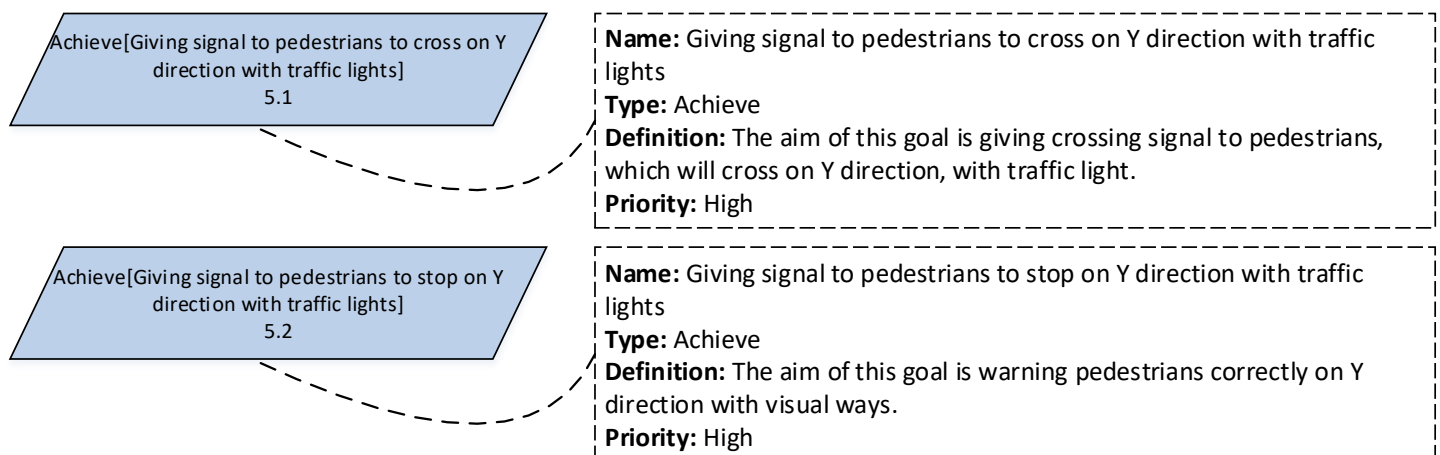 Achieve[Giving signal to pedestrians to cross on Y
direction with traffic lights]
5.1
Name: Giving signal to pedestrians to cross on Y direction with traffic
lights
Type: Achieve
Definition: The aim of this goal is giving crossing signal to pedestrians,
which will cross on Y direction, with traffic light.
Priority: High
Achieve[Giving signal to pedestrians to stop on Y
direction with traffic lights]
5.2
Name: Giving signal to pedestrians to stop on Y direction with traffic
lights
Type: Achieve
Definition: The aim of this goal is warning pedestrians correctly on Y
direction with visual ways.
Priority: High